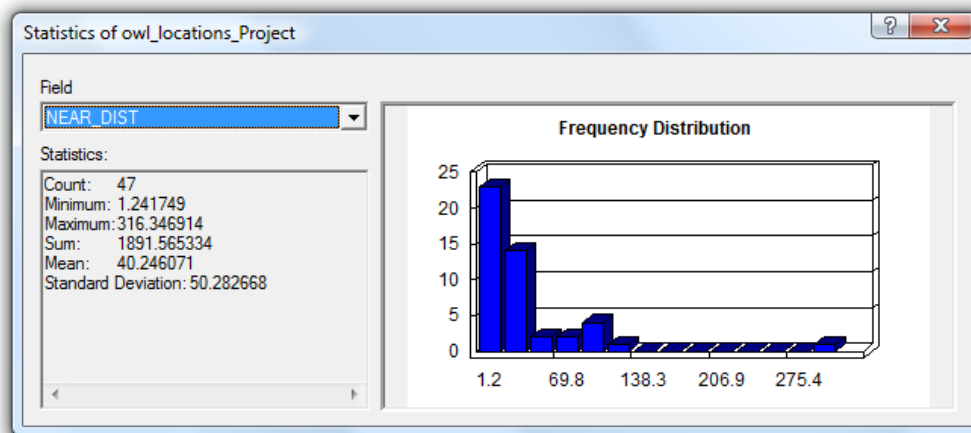 Statistics of owl_locations_Project
Field
NEAR_DIST
Statistics:
Count: 47
Minimum: 1.241749
Maximum: 316.346914
Sum: 1891.565334
Mean: 40.246071
Standard Deviation: 50.282668
Frequency Distribution
25
20
15
10
5
0
1.2 69.8 138.3 206.9 275.4